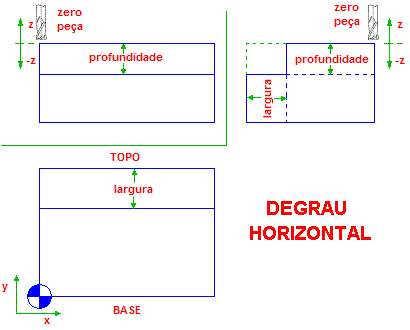 zero
peça
z
-z
profundidade
zero
peça
z
-z
profundidade
largura
TOPO
largura
DEGRAU
HORIZONTAL
y
x
BASE